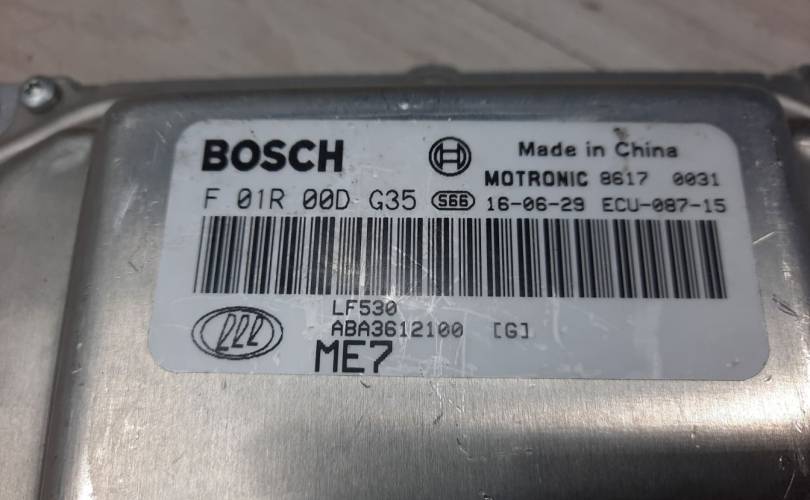 BOSCH
Made in China
MOTRONIC 8617 0031
F 01R 00D G35 S66 16-06-29 ECU-087-15
LF530
ABA3612100 [G]
ME7